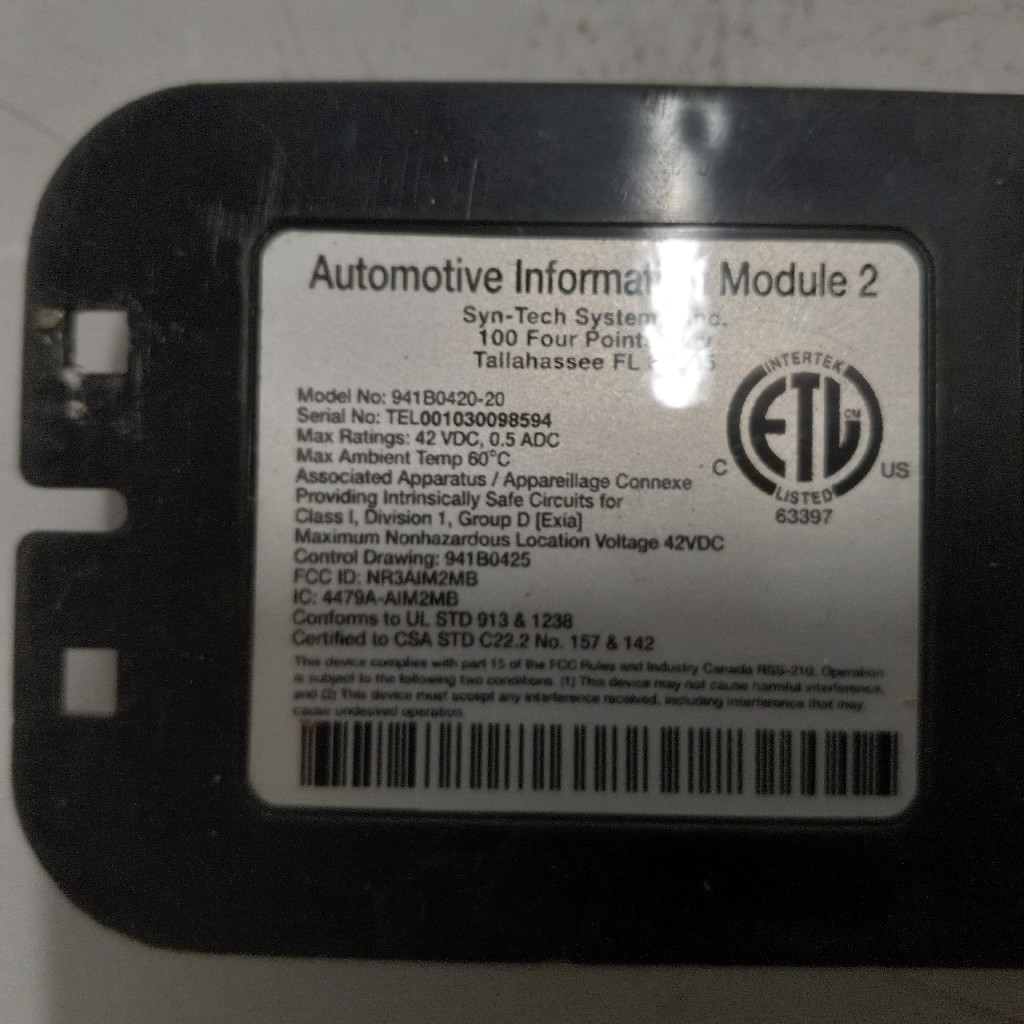 Automotive Informa Module 2
Syn-Tech System
100 Four Point
Tallahassee FL
Model No: 941B0420-20
Serial No: TEL001030098594
Max Ratings: 42 VDC, 0.5 ADC
Max Ambient Temp 60°C
Associated Apparatus / Appareillage Connexe
Providing Intrinsically Safe Circuits for
Class I, Division 1, Group D [Exia]
Maximum Nonhazardous Location Voltage 42VDC
Control Drawing: 941B0425
FCC ID: NR3AIM2MB
IC: 4479A-AIM2MB
Conforms to UL STD 913 & 1238
Certified to CSA STD C22.2 No. 157 & 142
INTERTEK
ETL CM
C US
LISTED
63397
This device complies with part 15 of the FCC Rules and Industry Canada RSS-210. Operation
is subject to the following two conditions. (1) This device may not cause harmful interference,
and (2) This device must accept any interference received, including interference that may
cause undesired operation.